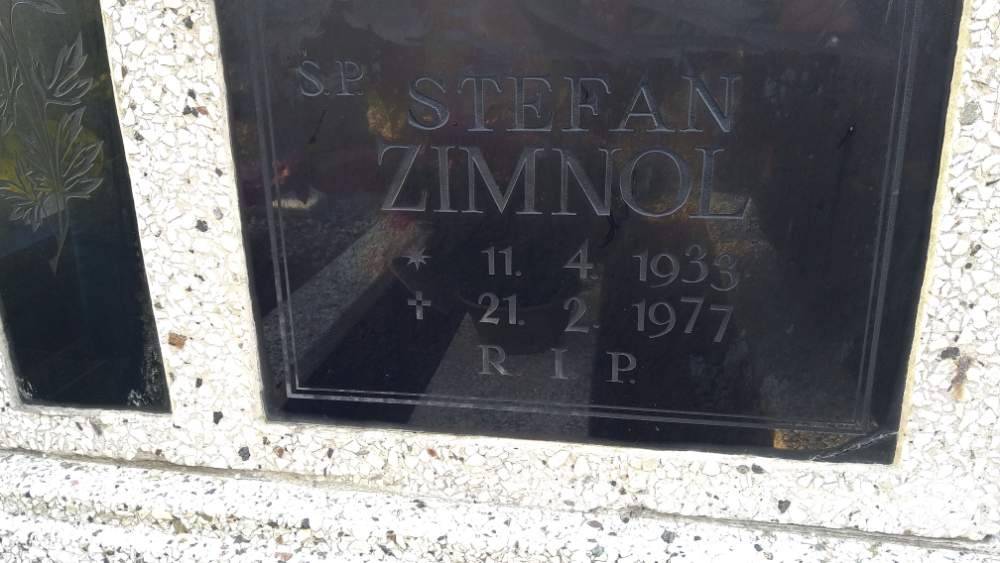 Ś.P. STEFAN
ZIMNOL
* 11. 4. 1933
✝ 21. 2. 1977
R I P.